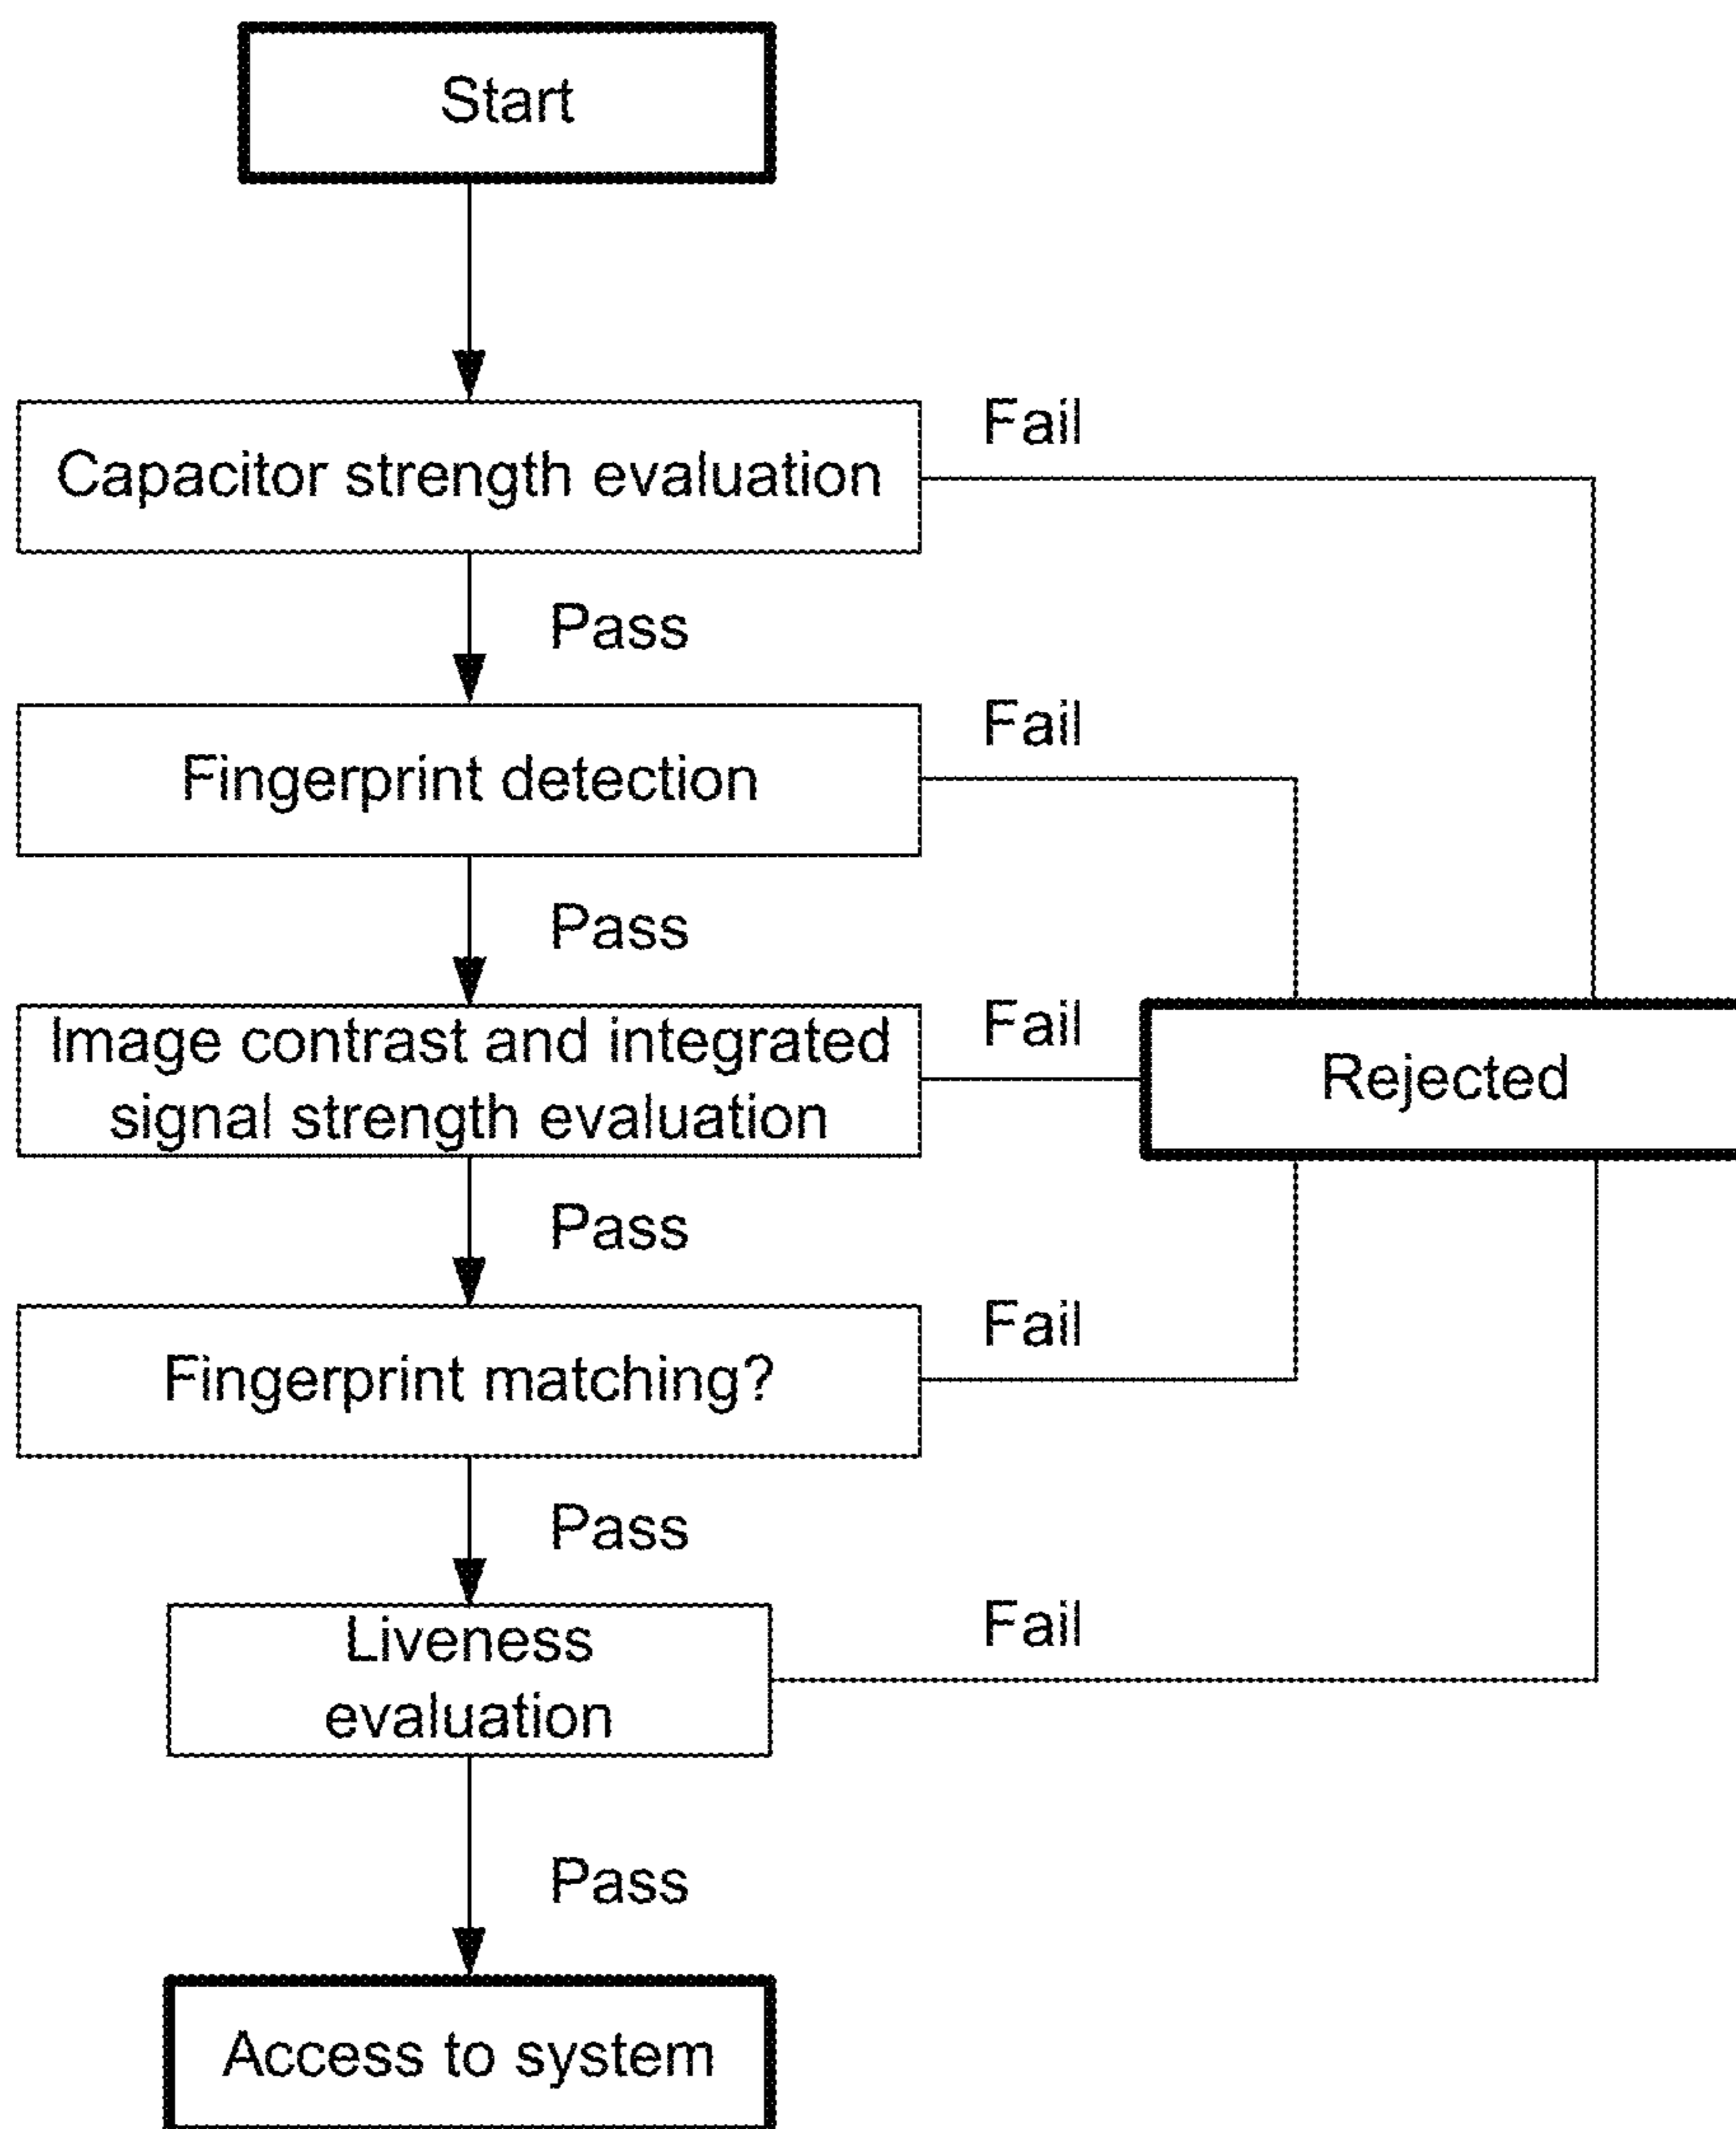 Start
Capacitor strength evaluation
Fail
Pass
Fingerprint detection
Fail
Pass
Image contrast and integrated
signal strength evaluation
Fail
Rejected
Pass
Fingerprint matching?
Fail
Pass
Liveness
evaluation
Fail
Pass
Access to system